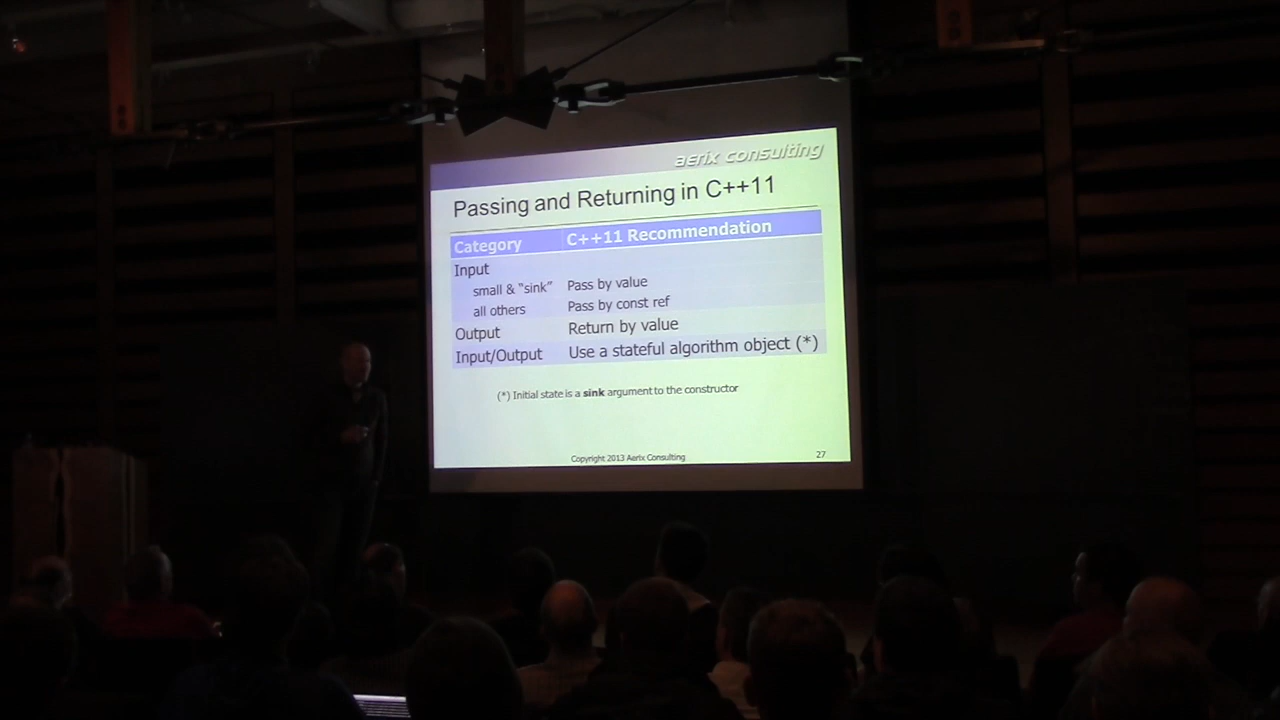 aerix consulting
Passing and Returning in C++11
Category C++11 Recommendation
Input
small & "sink" Pass by value
all others Pass by const ref
Output Return by value
Input/Output Use a stateful algorithm object (*)
(*) Initial state is a sink argument to the constructor
Copyright 2013 Aerix Consulting 27